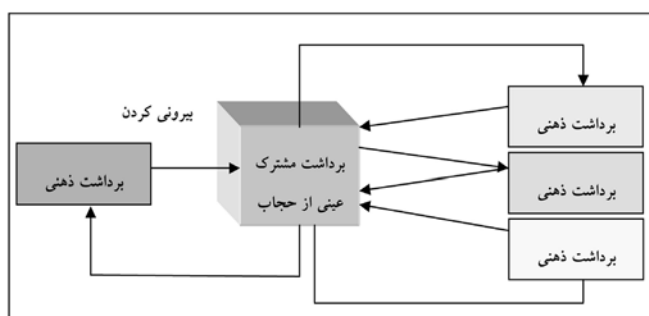 بیرونی کردن
برداشت ذهنی
برداشت مشترک
عینی از حجاب
برداشت ذهنی
برداشت ذهنی
برداشت ذهنی